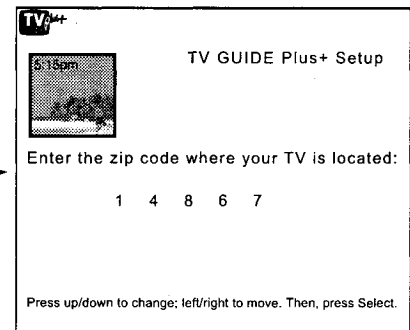 TV
5:15pm
TV GUIDE Plus+ Setup
Enter the zip code where your TV is located:
1 4 8 6 7
Press up/down to change; left/right to move. Then, press Select.